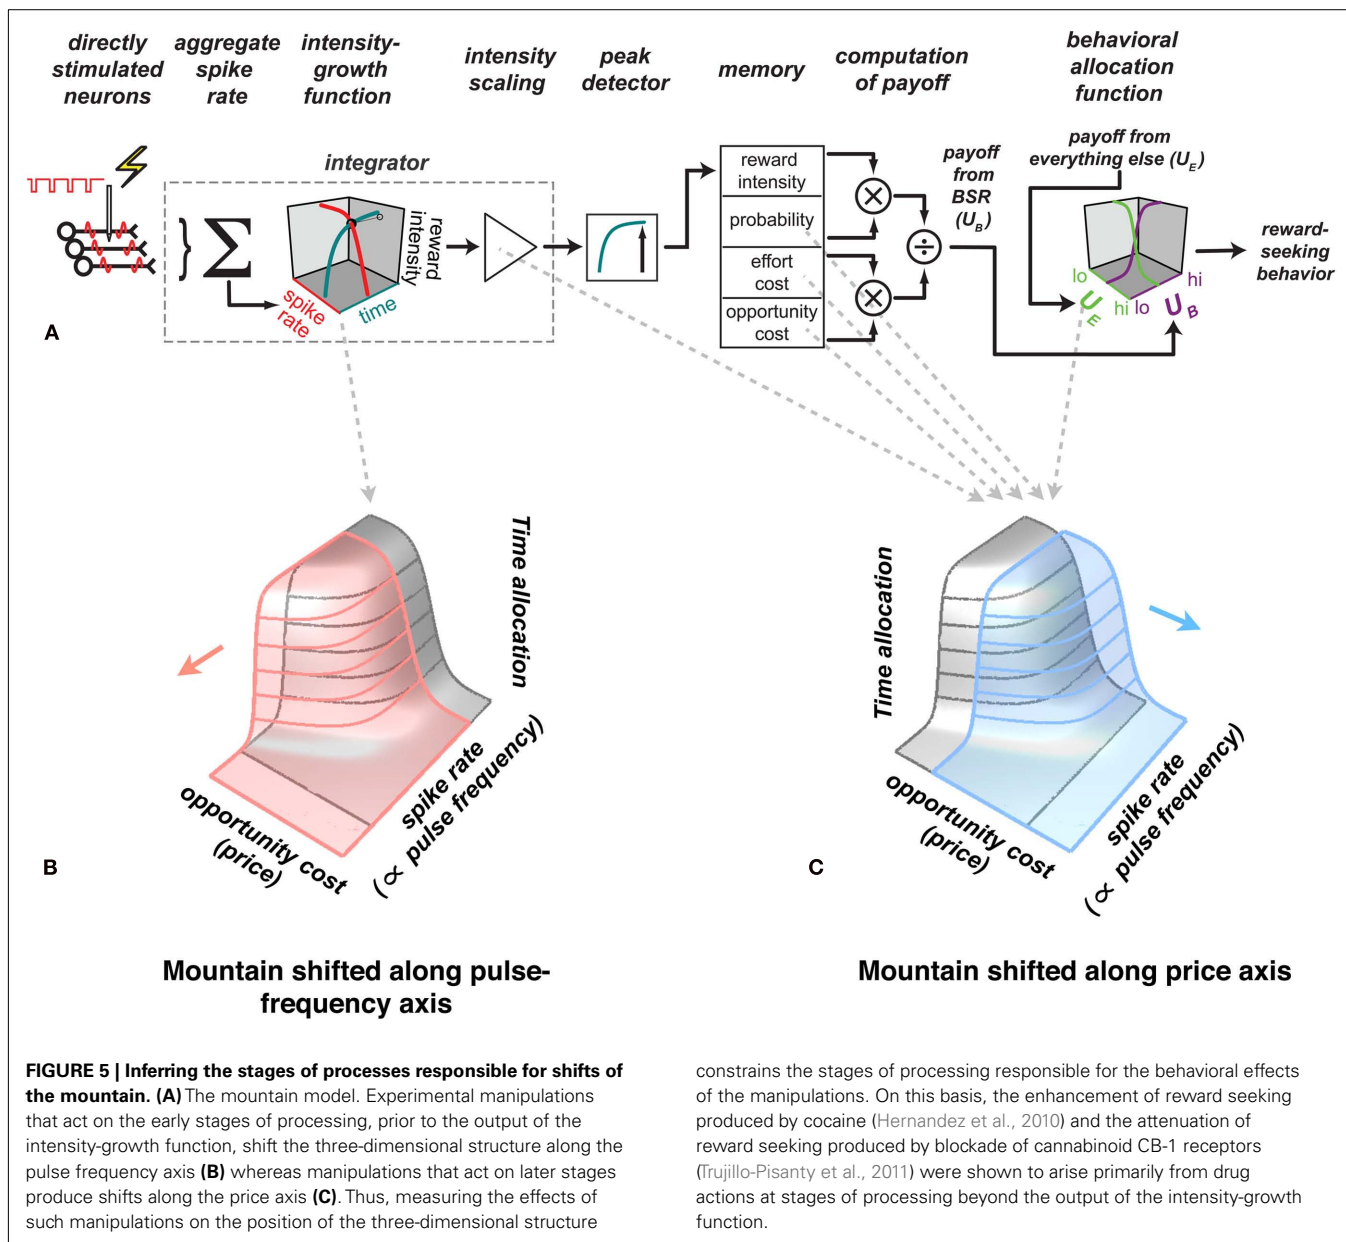 directly
stimulated
neurons
aggregate
spike
rate
intensity-
growth
function
intensity
scaling
peak
detector
memory
computation
of payoff
behavioral
allocation
function
integrator
Σ
spike
rate
time
reward
intensity
reward
intensity
probability
effort
cost
opportunity
cost
×
×
÷
payoff
from
BSR
(U_B)
payoff from
everything else (U_E)
lo
U_E
hi
lo
U_B
hi
reward-
seeking
behavior
A
Time allocation
opportunity cost
(price)
spike rate
(∝ pulse frequency)
B
Mountain shifted along pulse-
frequency axis
Time allocation
opportunity cost
(price)
spike rate
(∝ pulse frequency)
C
Mountain shifted along price axis
FIGURE 5 | Inferring the stages of processes responsible for shifts of
the mountain. (A) The mountain model. Experimental manipulations
that act on the early stages of processing, prior to the output of the
intensity-growth function, shift the three-dimensional structure along the
pulse frequency axis (B) whereas manipulations that act on later stages
produce shifts along the price axis (C). Thus, measuring the effects of
such manipulations on the position of the three-dimensional structure
constrains the stages of processing responsible for the behavioral effects
of the manipulations. On this basis, the enhancement of reward seeking
produced by cocaine (Hernandez et al., 2010) and the attenuation of
reward seeking produced by blockade of cannabinoid CB-1 receptors
(Trujillo-Pisanty et al., 2011) were shown to arise primarily from drug
actions at stages of processing beyond the output of the intensity-growth
function.